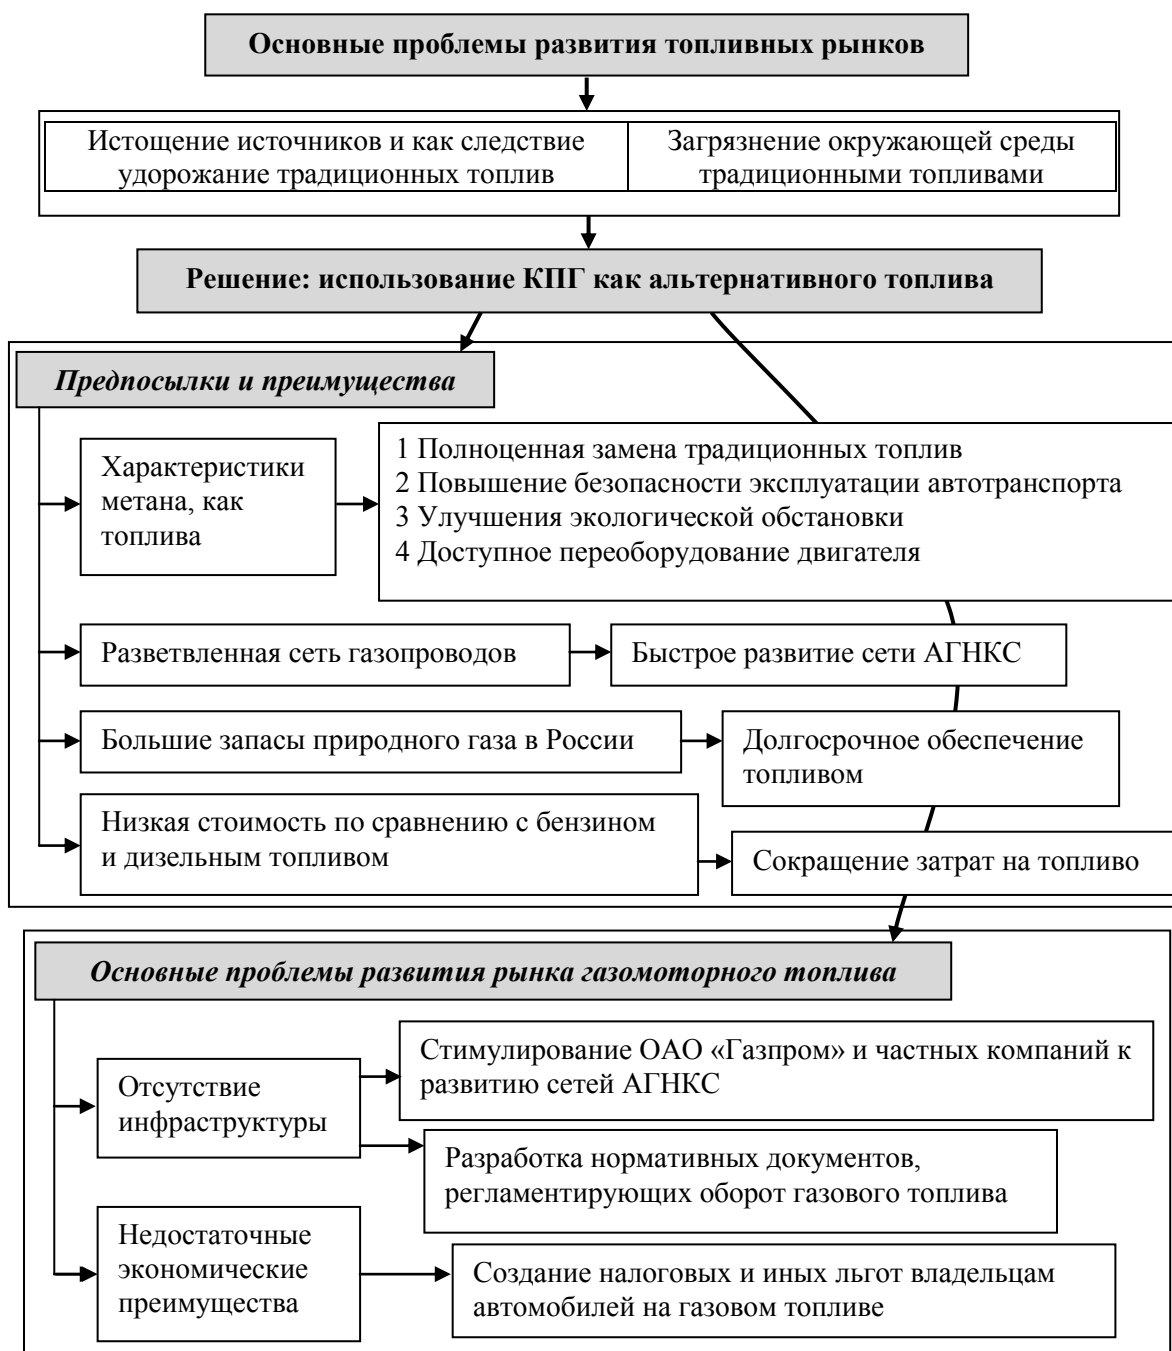 Основные проблемы развития топливных рынков
Истощение источников и как следствие
удорожание традиционных топлив
Загрязнение окружающей среды
традиционными топливами
Решение: использование КПГ как альтернативного топлива
Предпосылки и преимущества
Характеристики
метана, как
топлива
1 Полноценная замена традиционных топлив
2 Повышение безопасности эксплуатации автотранспорта
3 Улучшения экологической обстановки
4 Доступное переоборудование двигателя
Разветвленная сеть газопроводов
Быстрое развитие сети АГНКС
Большие запасы природного газа в России
Долгосрочное обеспечение
топливом
Низкая стоимость по сравнению с бензином
и дизельным топливом
Сокращение затрат на топливо
Основные проблемы развития рынка газомоторного топлива
Отсутствие
инфраструктуры
Стимулирование ОАО «Газпром» и частных компаний к
развитию сетей АГНКС
Разработка нормативных документов,
регламентирующих оборот газового топлива
Недостаточные
экономические
преимущества
Создание налоговых и иных льгот владельцам
автомобилей на газовом топливе